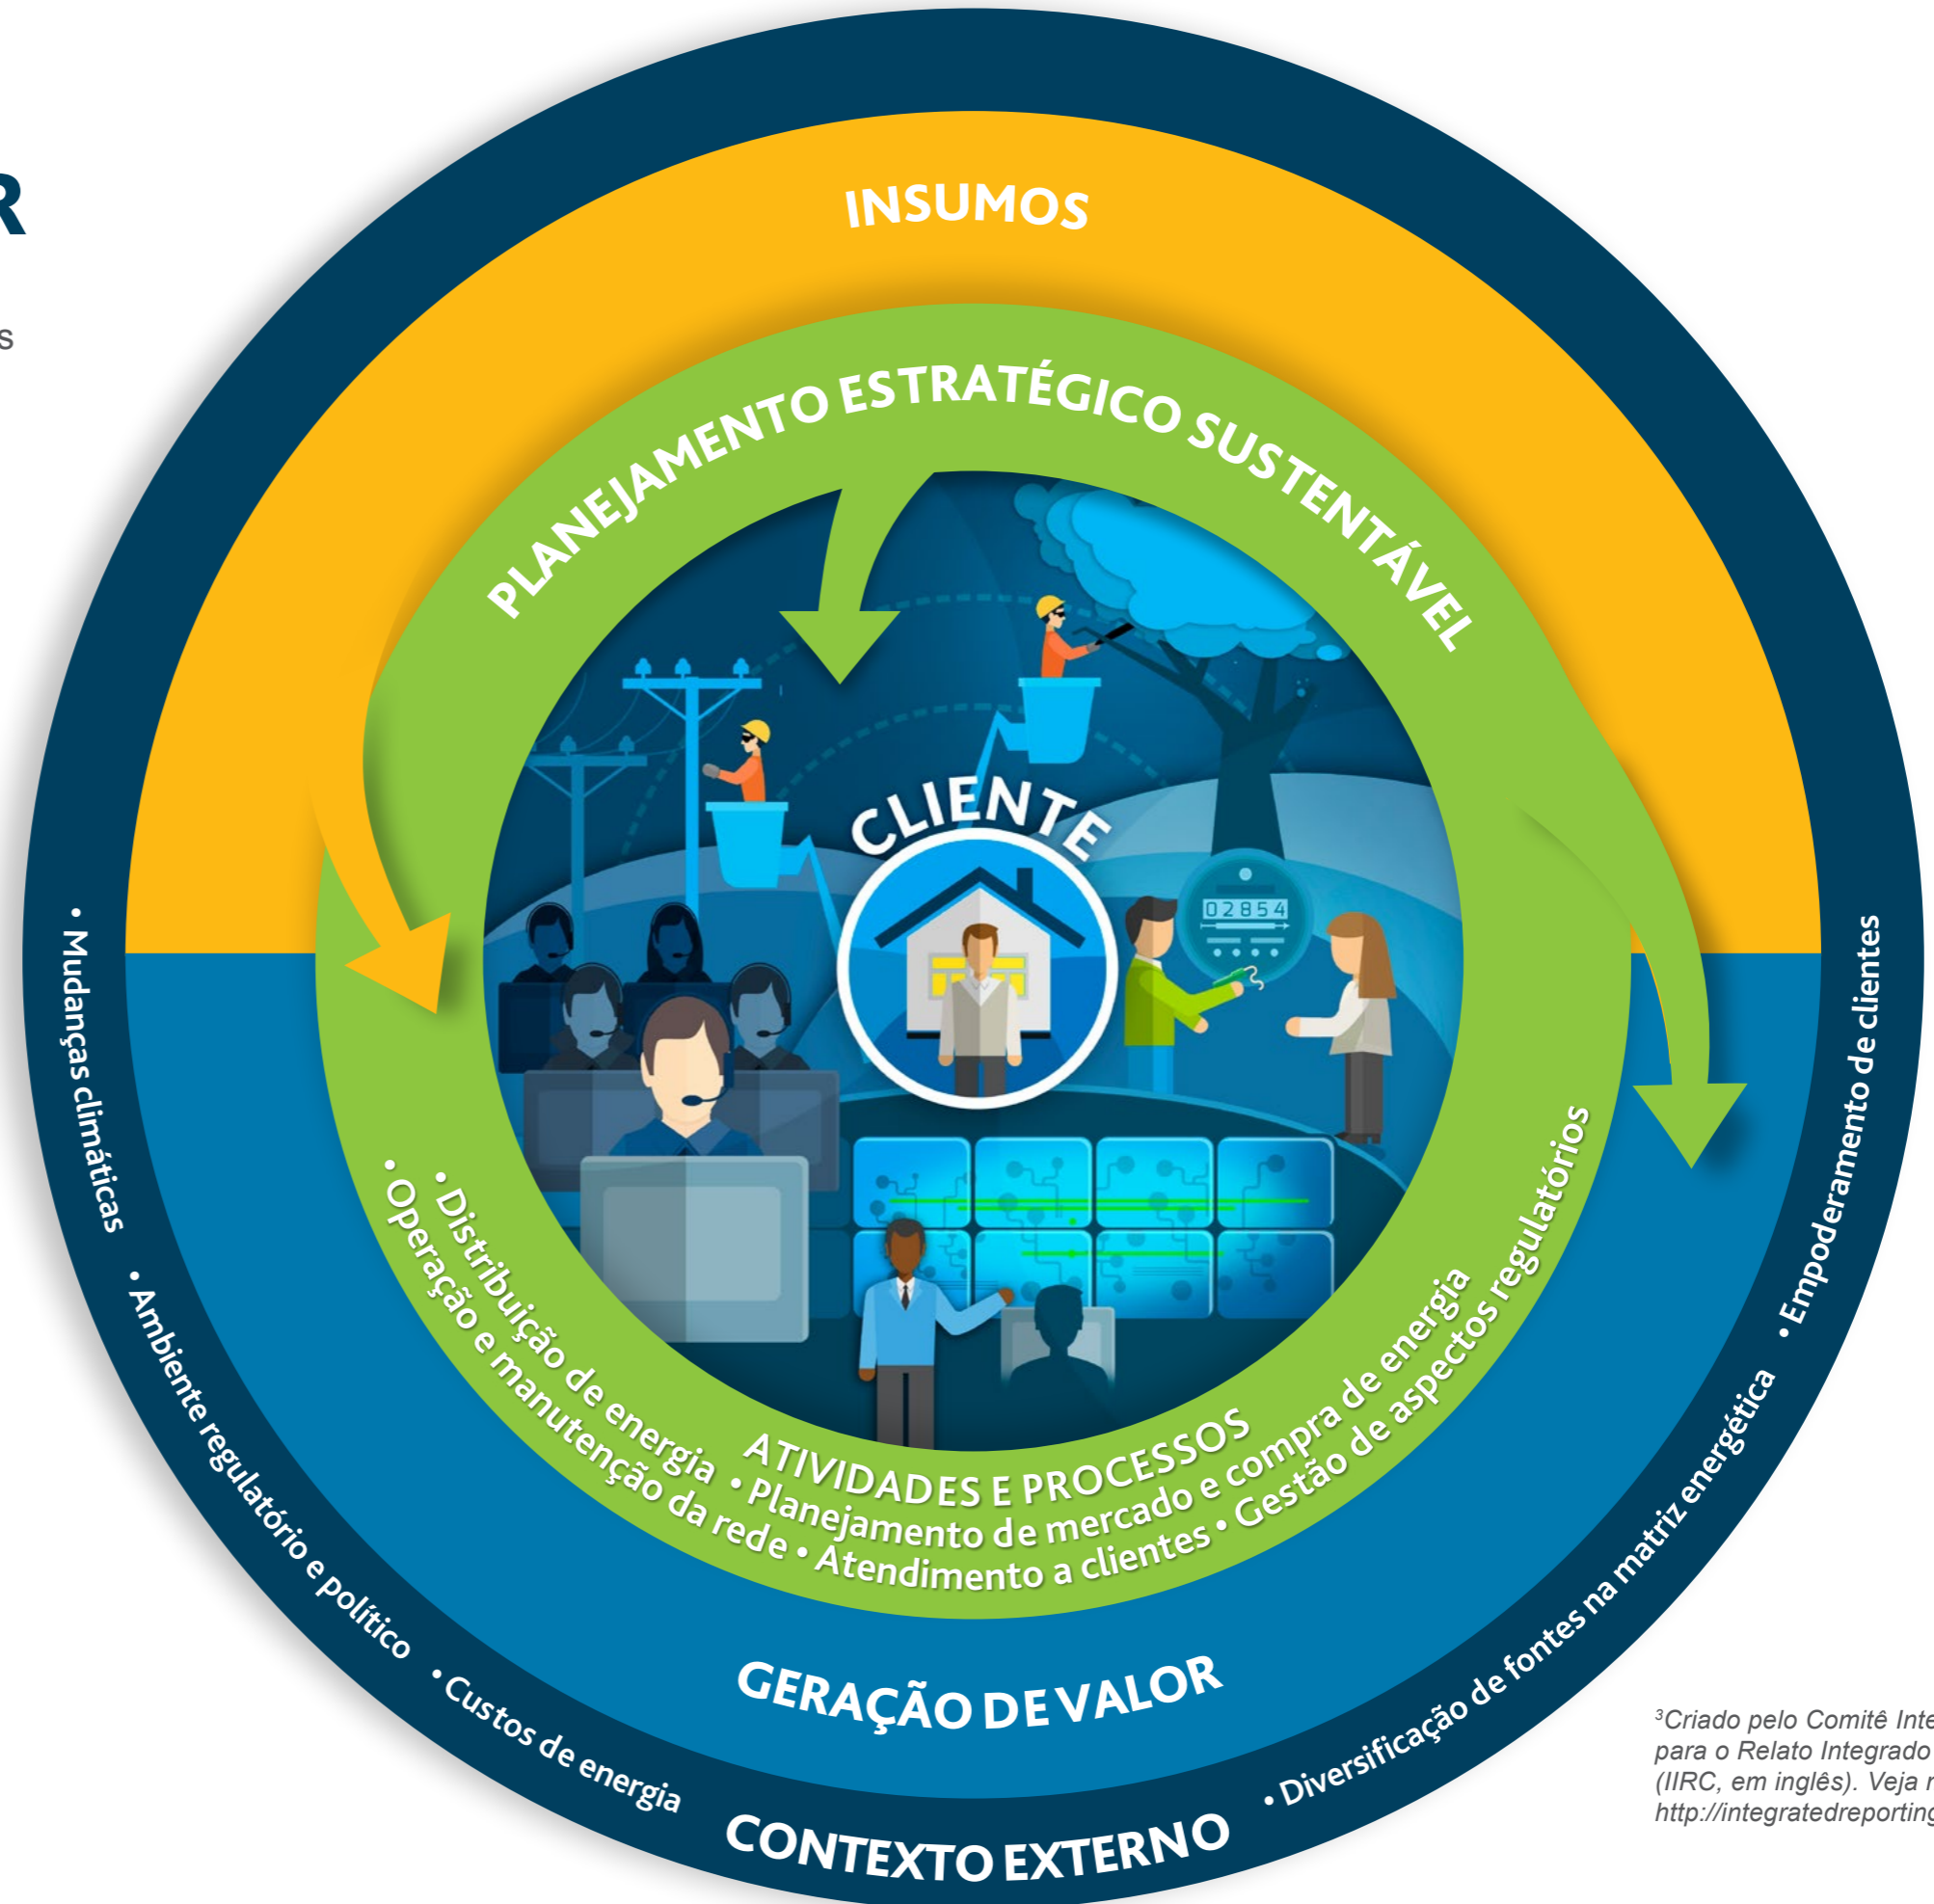 R
s
INSUMOS
PLANEJAMENTO ESTRATÉGICO SUSTENTÁVEL
CLIENTE
02854
ATIVIDADES E PROCESSOS
• Distribuição de energia • Planejamento de mercado e compra de energia
• Operação e manutenção da rede • Atendimento a clientes • Gestão de aspectos regulatórios
GERAÇÃO DE VALOR
• Mudanças climáticas • Ambiente regulatório e político • Custos de energia
CONTEXTO EXTERNO
• Diversificação de fontes na matriz energética • Empoderamento de clientes
³Criado pelo Comitê Inte
para o Relato Integrado
(IIRC, em inglês). Veja
http://integratedreporting